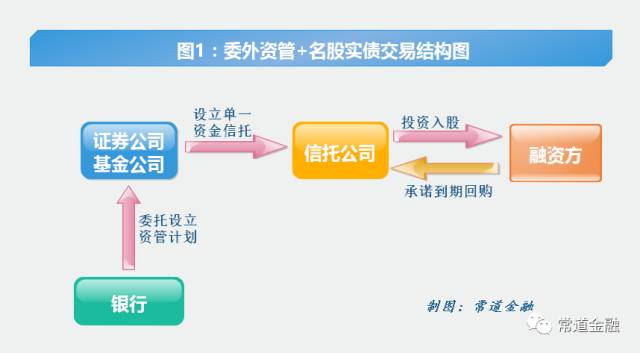 图1：委外资管+名股实债交易结构图
证券公司
基金公司
设立单一
资金信托
信托公司
投资入股
承诺到期回购
融资方
委托设立
资管计划
银行
制图：常道金融
常道金融